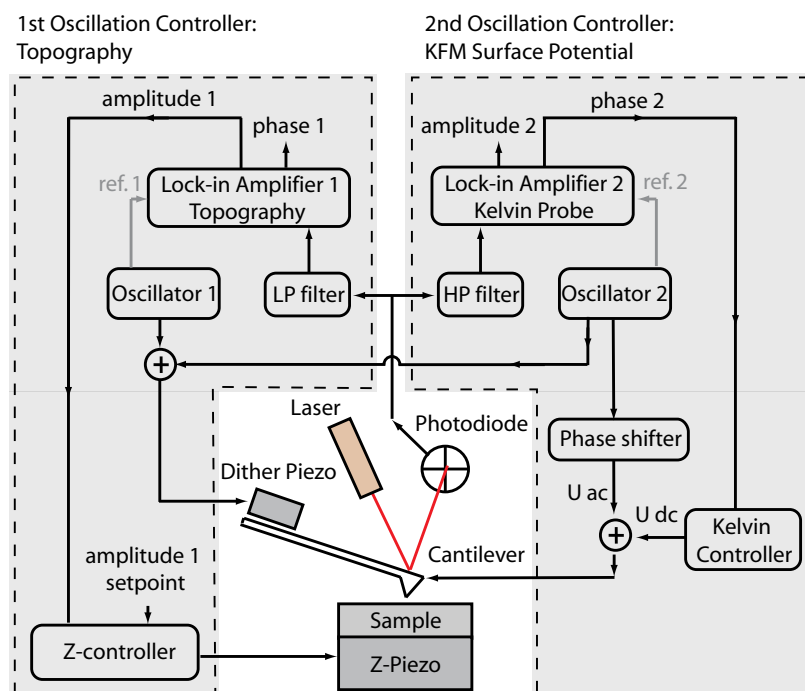 1st Oscillation Controller:
Topography
2nd Oscillation Controller:
KFM Surface Potential
amplitude 1
phase 1
ref. 1
Lock-in Amplifier 1
Topography
Oscillator 1
LP filter
amplitude 2
phase 2
Lock-in Amplifier 2
Kelvin Probe
ref. 2
HP filter
Oscillator 2
+
Laser
Photodiode
Dither Piezo
Phase shifter
U ac
U dc
+
Kelvin
Controller
Cantilever
amplitude 1
setpoint
Z-controller
Sample
Z-Piezo